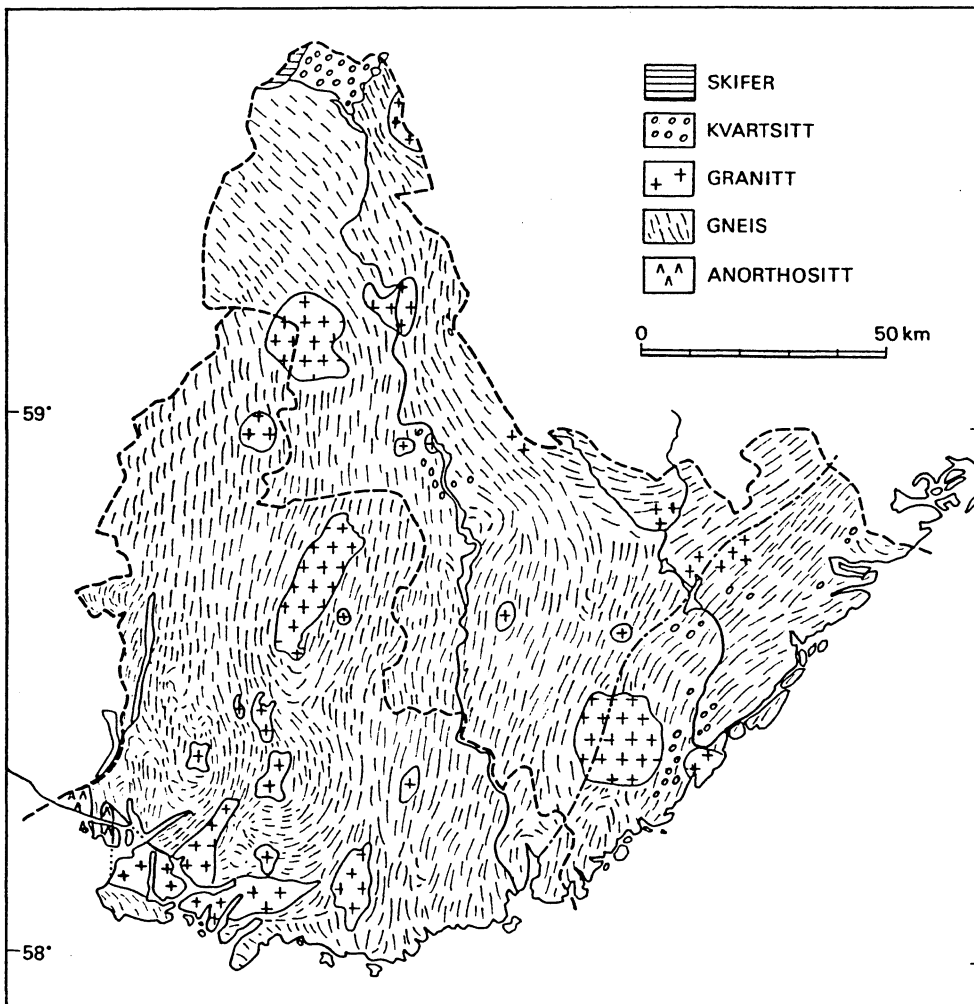 SKIFER
KVARTSITT
GRANITT
GNEIS
ANORTHOSITT
0 50 km
59°
58°